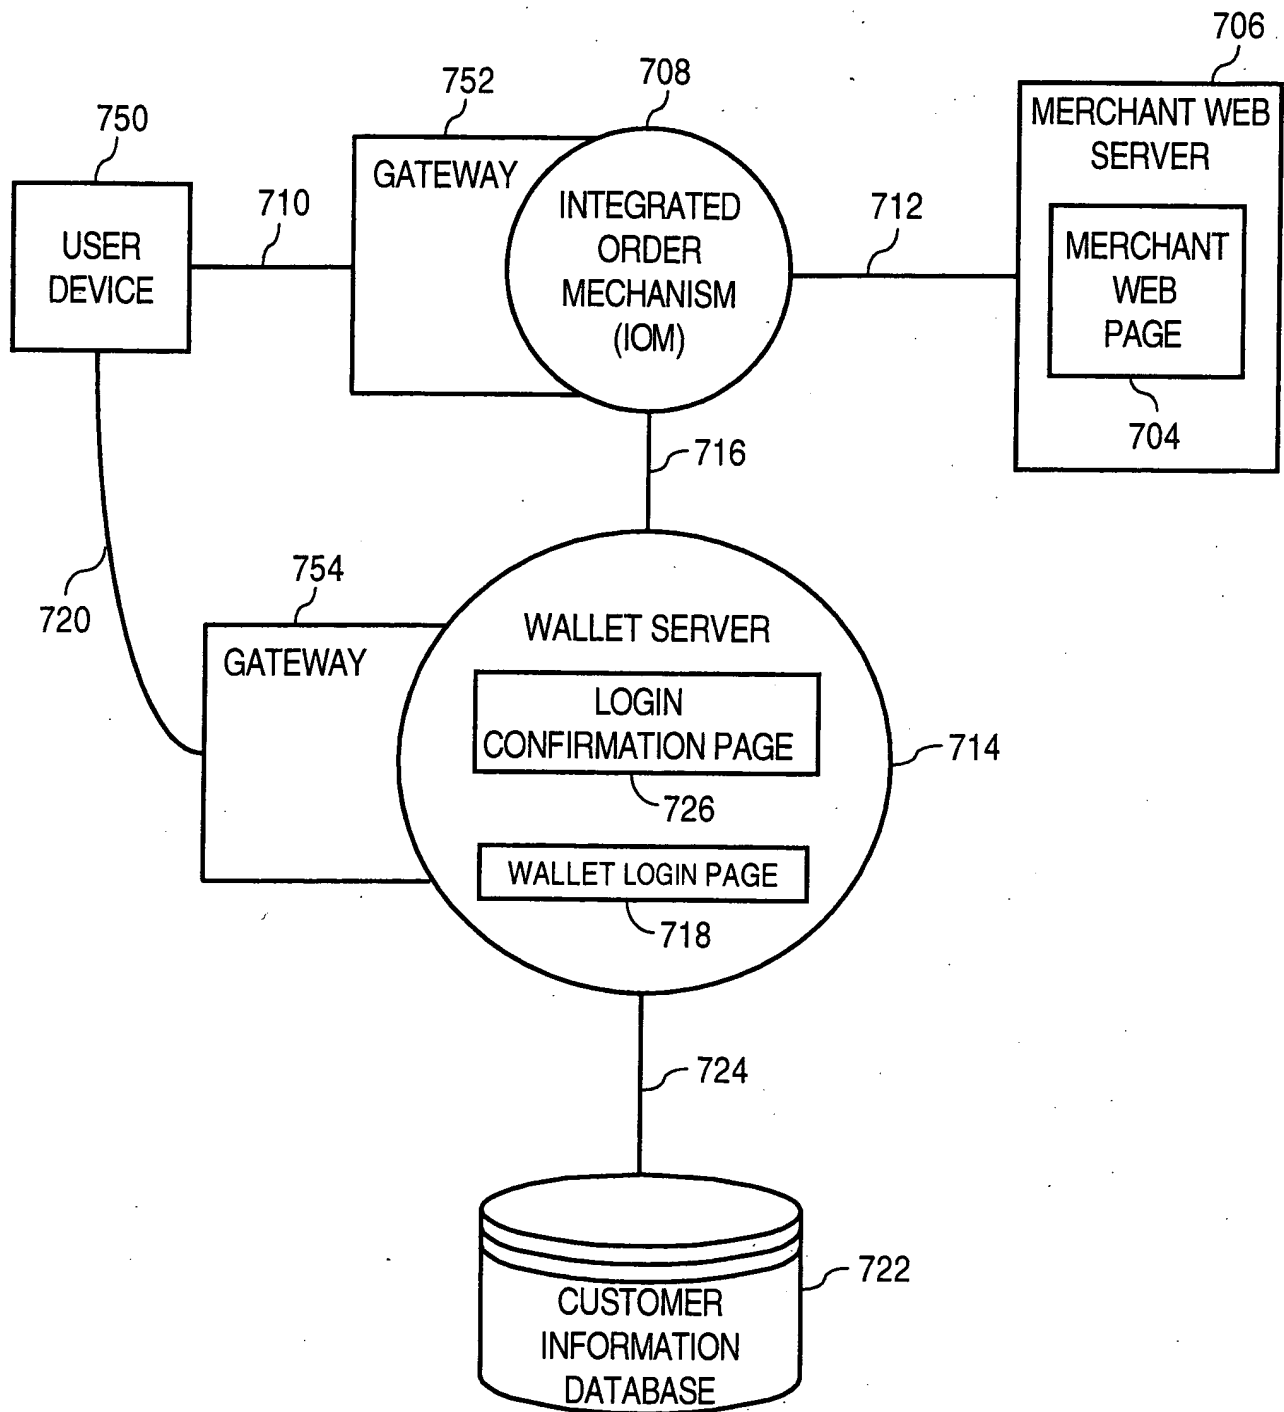 706
708
752
750
MERCHANT WEB
SERVER
GATEWAY
710
INTEGRATED
ORDER
MECHANISM
(IOM)
712
USER
DEVICE
MERCHANT
WEB
PAGE
704
716
754
720
WALLET SERVER
GATEWAY
LOGIN
CONFIRMATION PAGE
714
726
WALLET LOGIN PAGE
718
724
722
CUSTOMER
INFORMATION
DATABASE